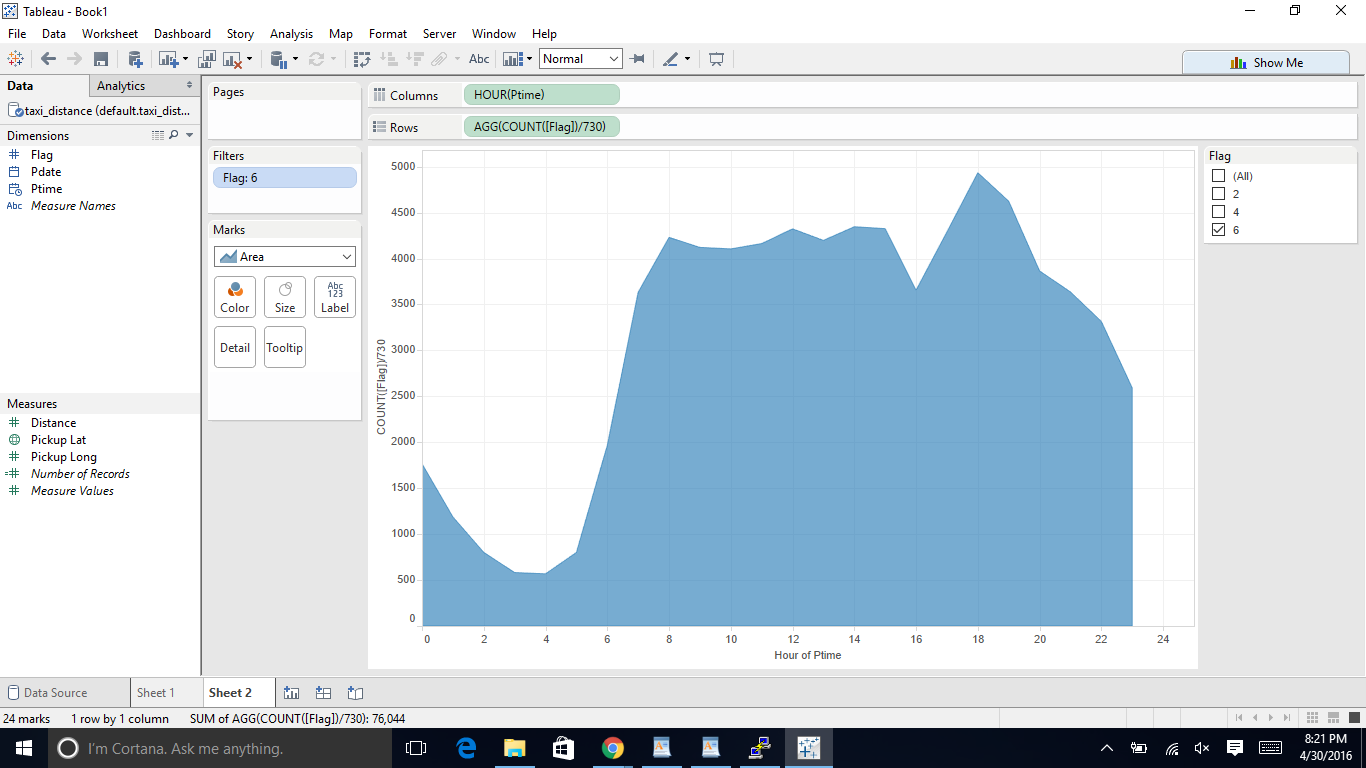 Tableau - Book1
File Data Worksheet Dashboard Story Analysis Map Format Server Window Help
Abc
Normal
Show Me
Data Analytics
taxi_distance (default.taxi_dist...
Dimensions
Flag
Pdate
Ptime
Abc Measure Names
Measures
Distance
Pickup Lat
Pickup Long
Number of Records
Measure Values
Pages
Filters
Flag: 6
Marks
Area
Color
Size
Abc
123
Label
Detail
Tooltip
Columns
HOUR(Ptime)
Rows
AGG(COUNT([Flag])/730)
5000
4500
4000
3500
3000
2500
2000
1500
1000
500
0
COUNT([Flag])/730
0 2 4 6 8 10 12 14 16 18 20 22 24
Hour of Ptime
Flag
(All)
2
4
6
Data Source Sheet 1 Sheet 2
24 marks 1 row by 1 column SUM of AGG(COUNT([Flag])/730): 76,044
I'm Cortana. Ask me anything.
8:21 PM
4/30/2016